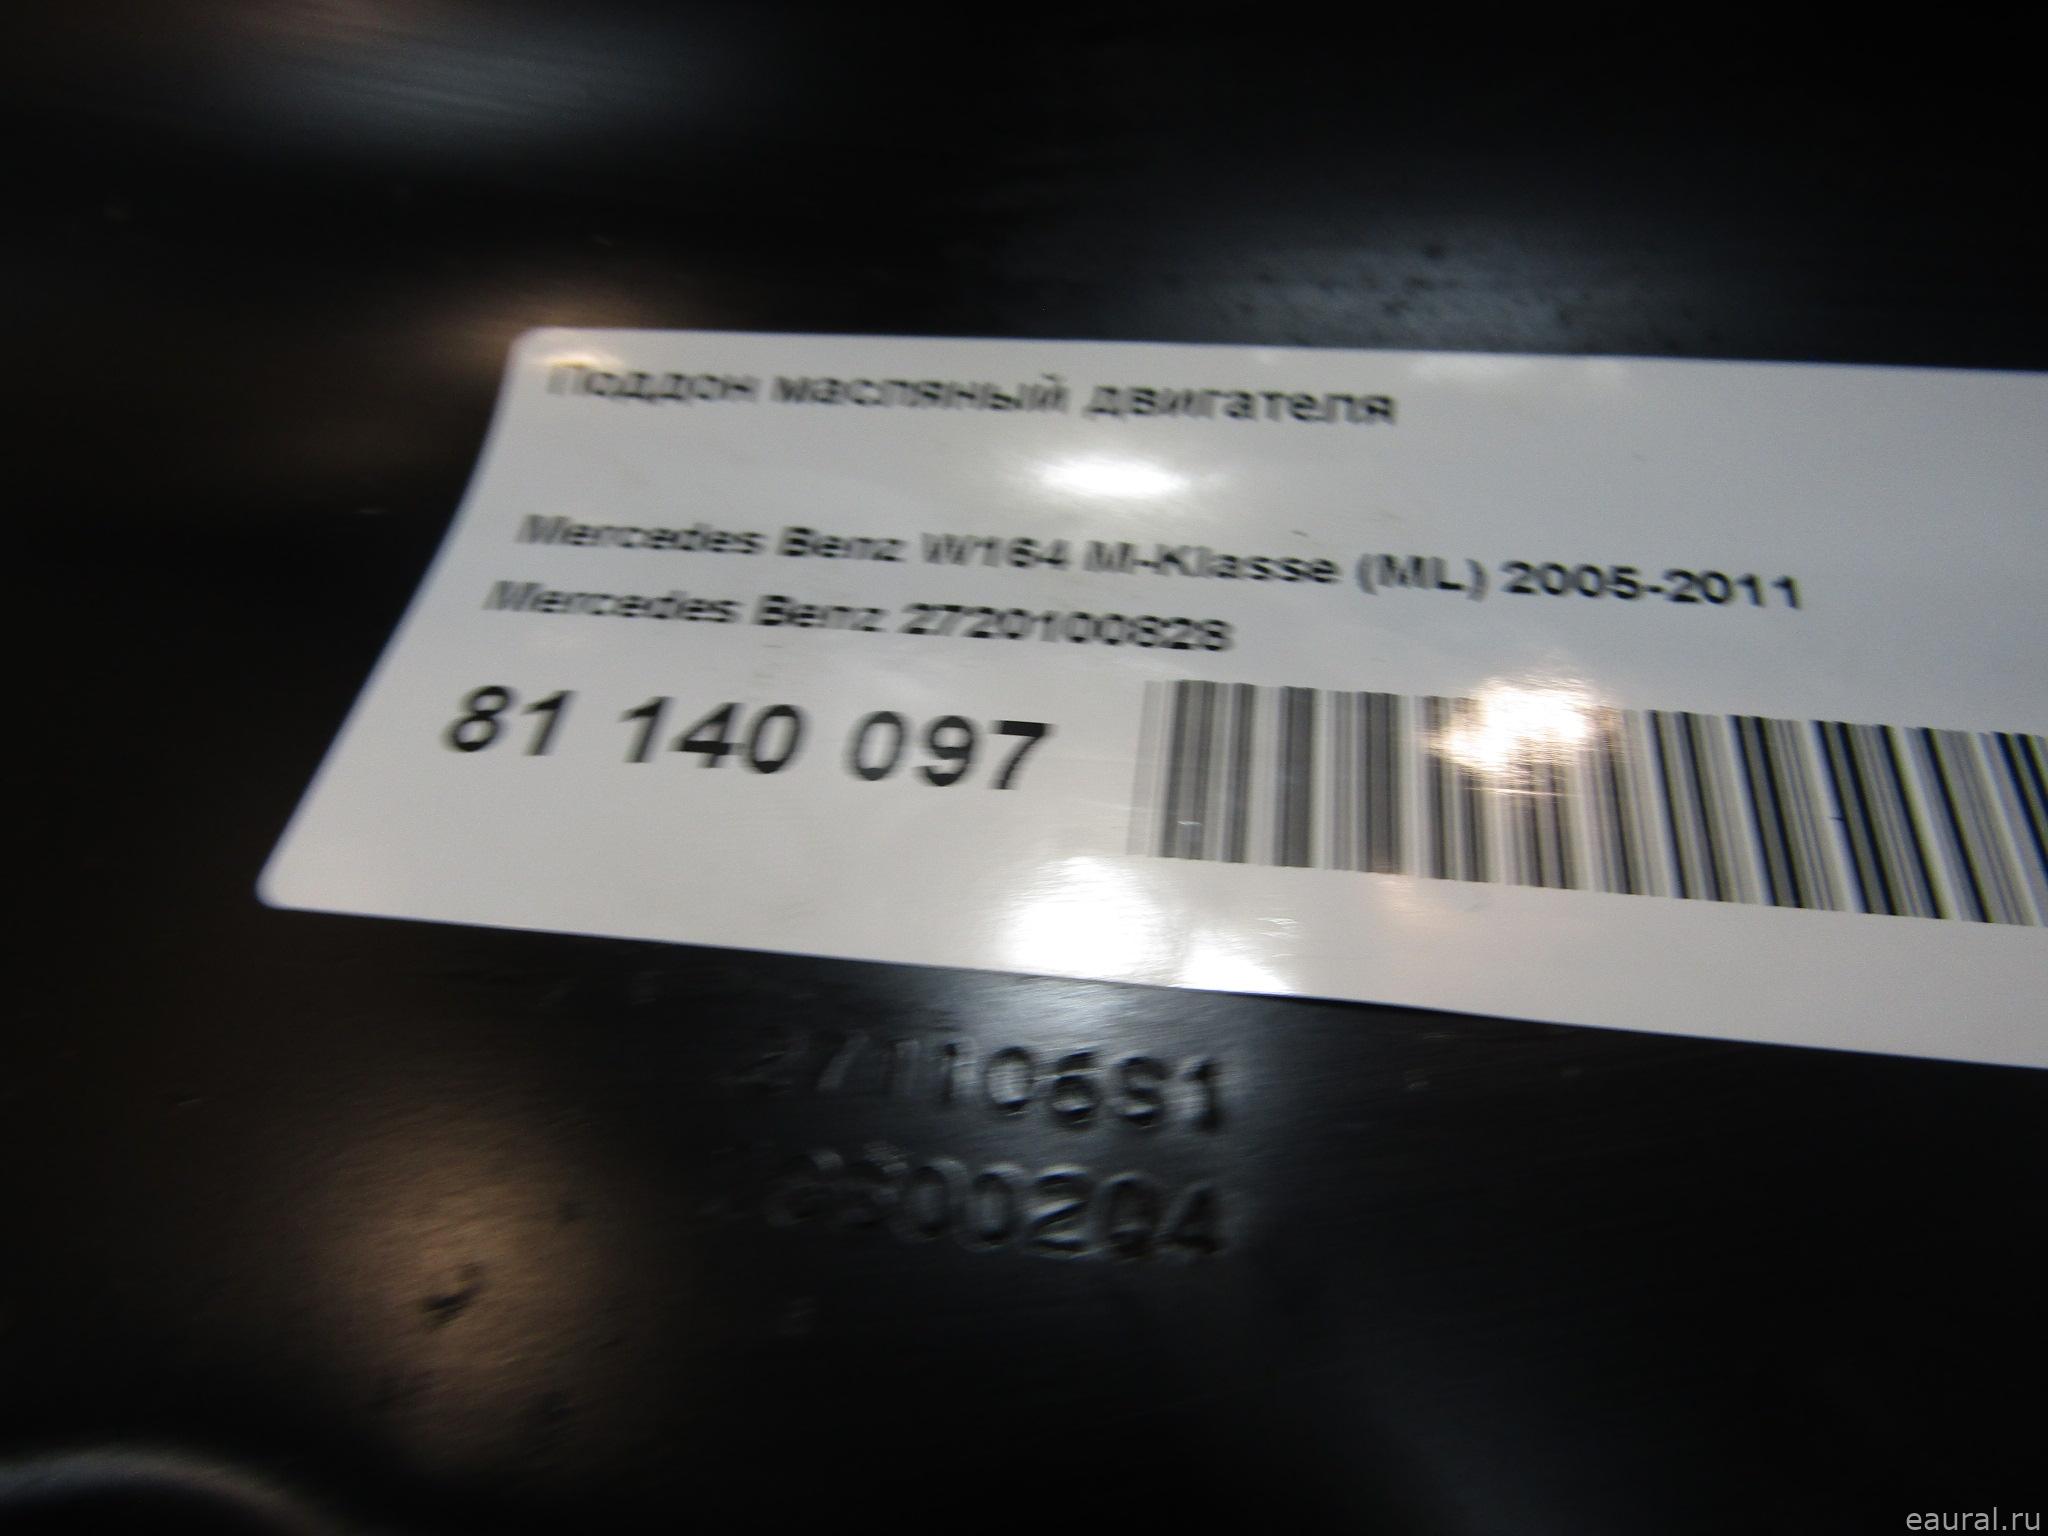 Поддон масляный двигателя
Mercedes Benz W164 M-Klasse (ML) 2005-2011
Mercedes Benz 2720100828
81 140 097
eaural.ru